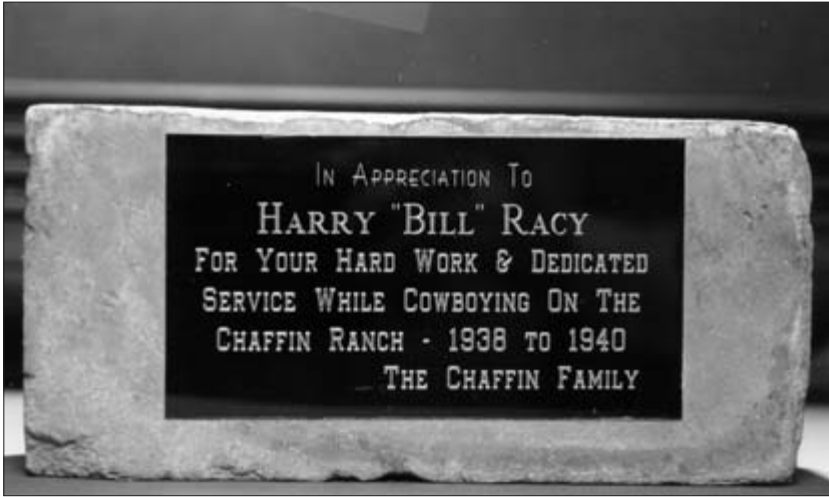 In Appreciation To
Harry "Bill" Racy
For Your Hard Work & Dedicated
Service While Cowboying On The
Chaffin Ranch - 1938 to 1940
The Chaffin Family